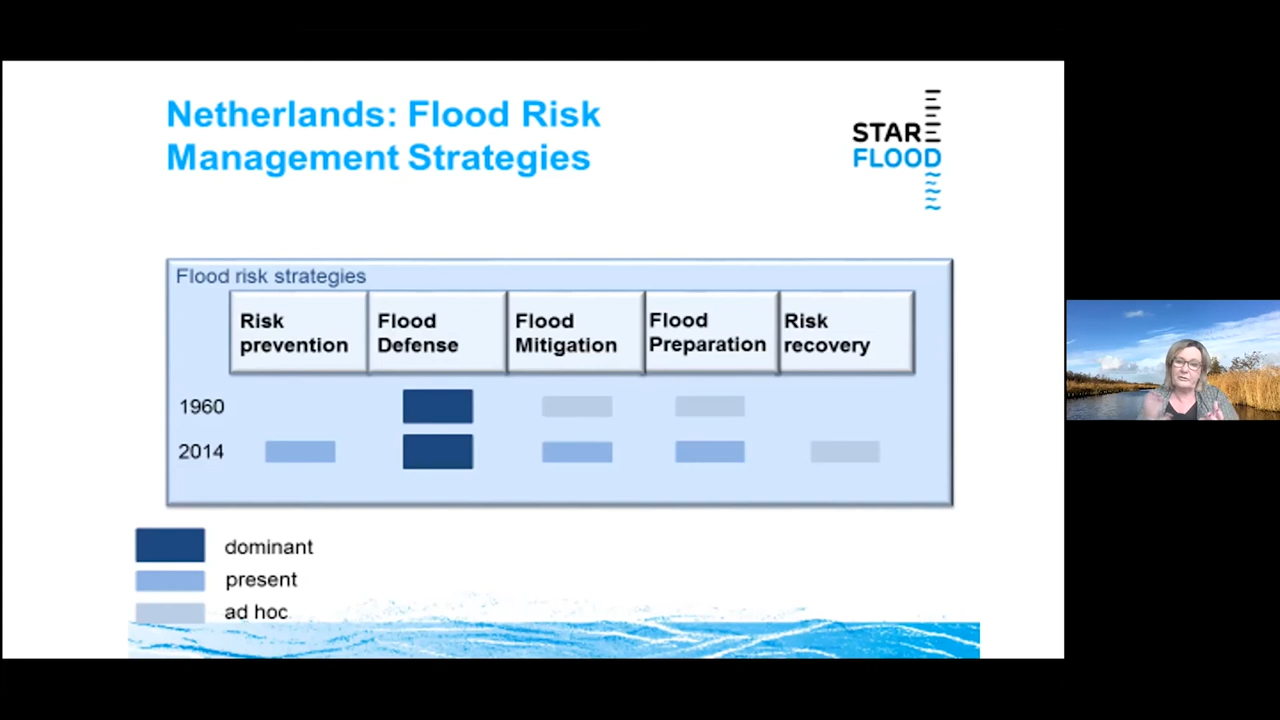 Netherlands: Flood Risk
Management Strategies
STAR
FLOOD
Flood risk strategies
Risk prevention
Flood Defense
Flood Mitigation
Flood Preparation
Risk recovery
1960
2014
dominant
present
ad hoc